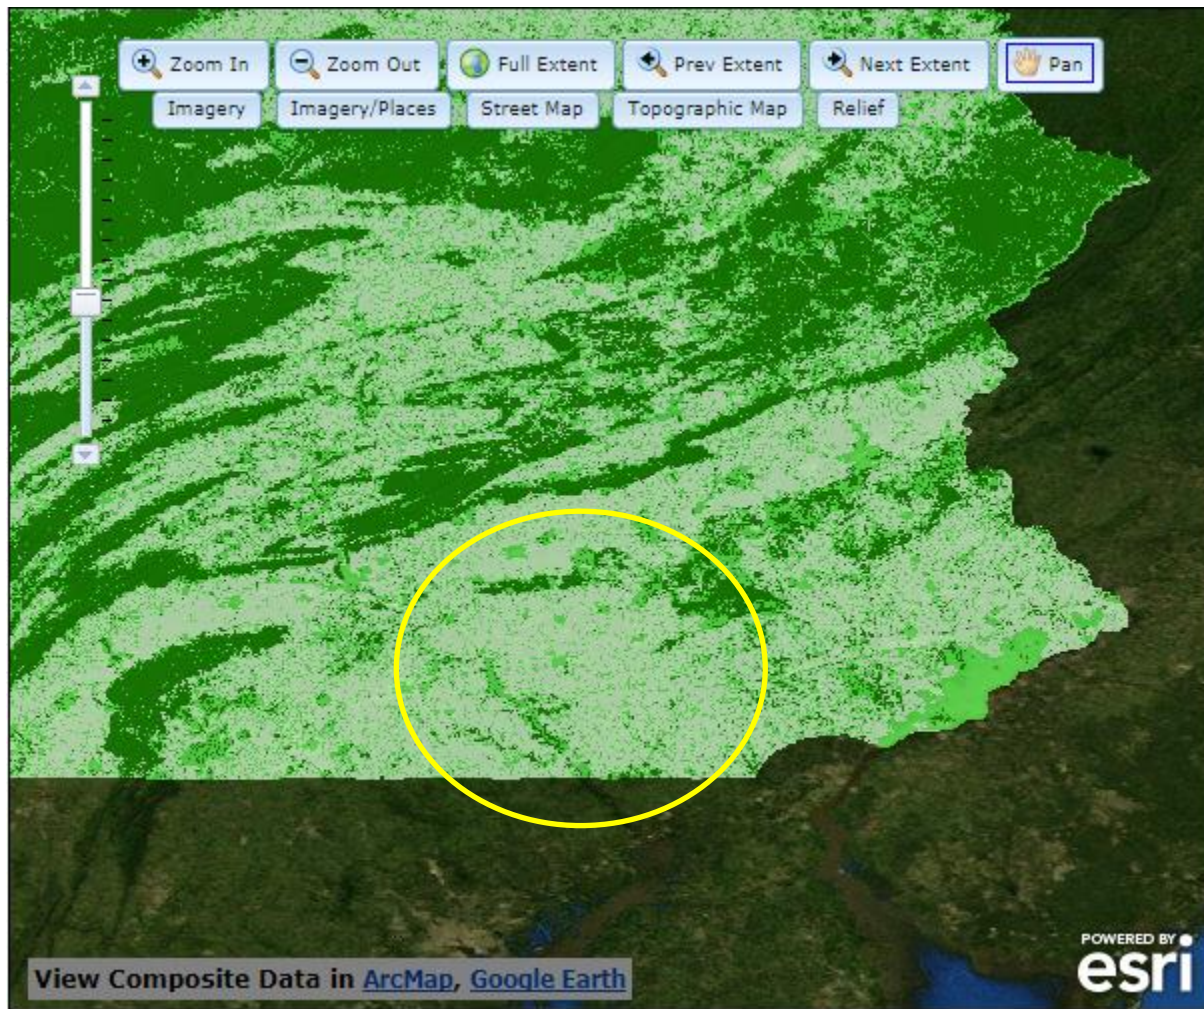 Zoom In Zoom Out Full Extent Prev Extent Next Extent Pan
Imagery Imagery/Places Street Map Topographic Map Relief
View Composite Data in ArcMap, Google Earth
POWERED BY
esri